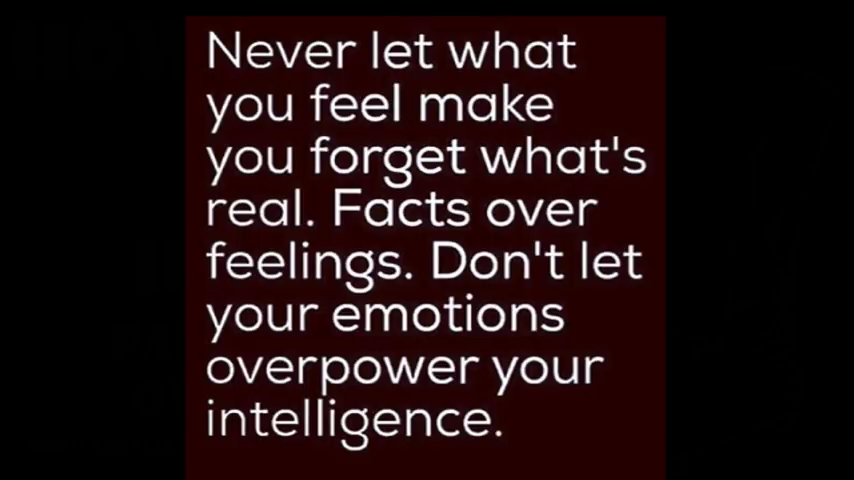 Never let what
you feel make
you forget what's
real. Facts over
feelings. Don't let
your emotions
overpower your
intelligence.